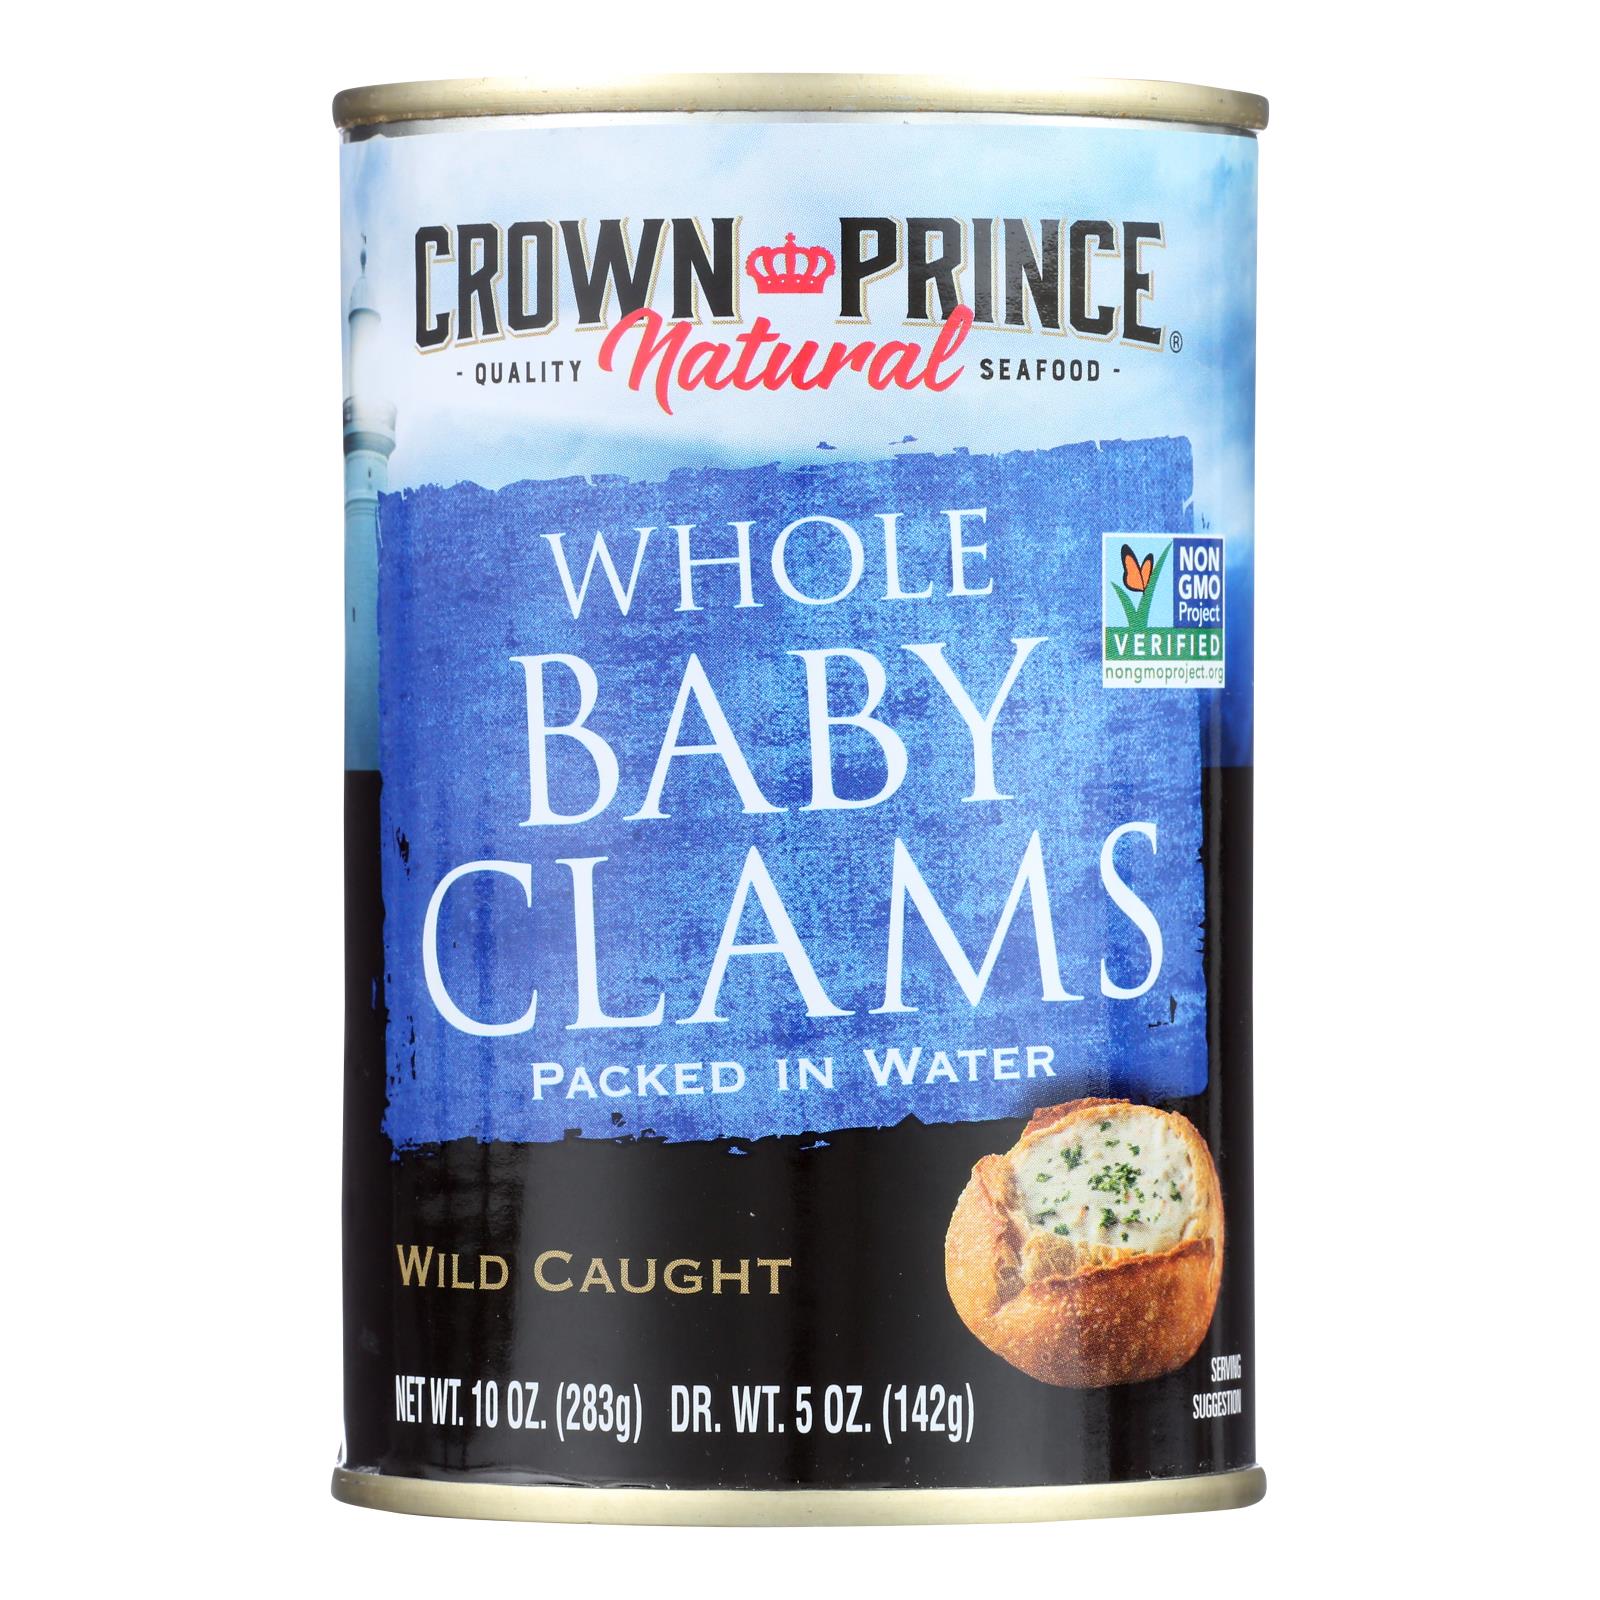 CROWN PRINCE
- QUALITY Natural SEAFOOD - ®
WHOLE
BABY
CLAMS
PACKED IN WATER
NON
GMO
Project
VERIFIED
nongmoproject.org
WILD CAUGHT
NET WT. 10 OZ. (283g) DR. WT. 5 OZ. (142g)
SERVING
SUGGESTION